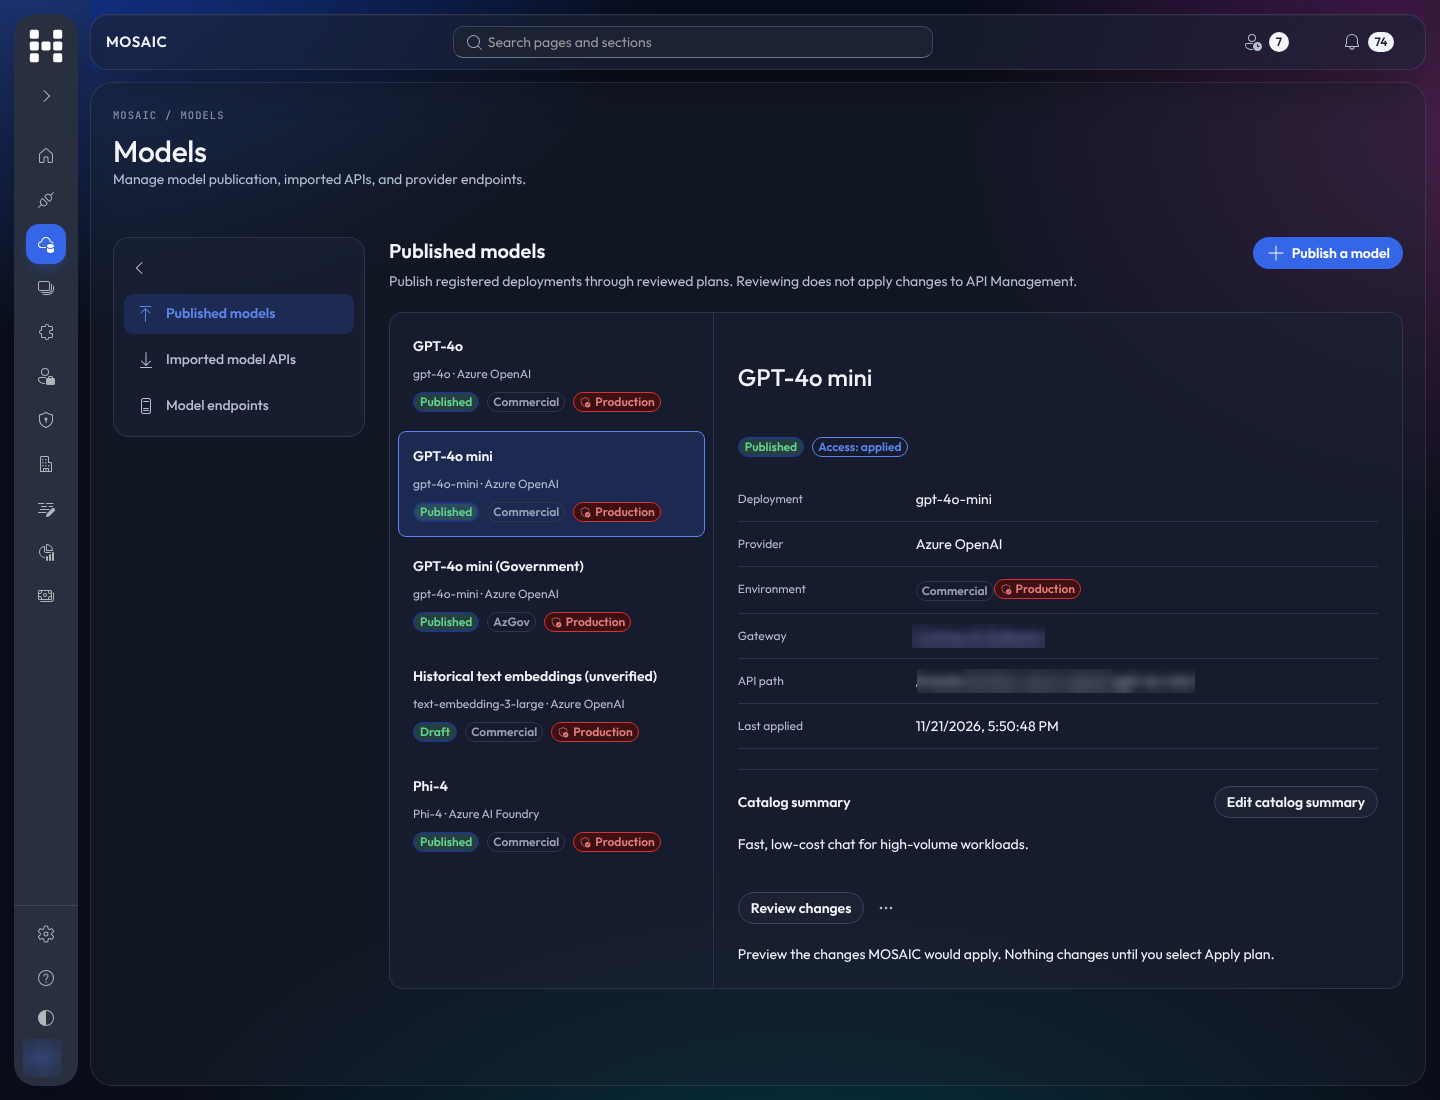 MOSAIC
Search pages and sections
7
74
MOSAIC / MODELS
Models
Manage model publication, imported APIs, and provider endpoints.
Published models
Imported model APIs
Model endpoints
Published models
Publish registered deployments through reviewed plans. Reviewing does not apply changes to API Management.
Publish a model
GPT-4o
gpt-4o · Azure OpenAI
Published Commercial Production
GPT-4o mini
gpt-4o-mini · Azure OpenAI
Published Commercial Production
GPT-4o mini (Government)
gpt-4o-mini · Azure OpenAI
Published AzGov Production
Historical text embeddings (unverified)
text-embedding-3-large · Azure OpenAI
Draft Commercial Production
Phi-4
Phi-4 · Azure AI Foundry
Published Commercial Production
GPT-4o mini
Published Access: applied
Deployment gpt-4o-mini
Provider Azure OpenAI
Environment Commercial Production
Gateway
API path
Last applied 11/21/2026, 5:50:48 PM
Catalog summary
Edit catalog summary
Fast, low-cost chat for high-volume workloads.
Review changes ···
Preview the changes MOSAIC would apply. Nothing changes until you select Apply plan.